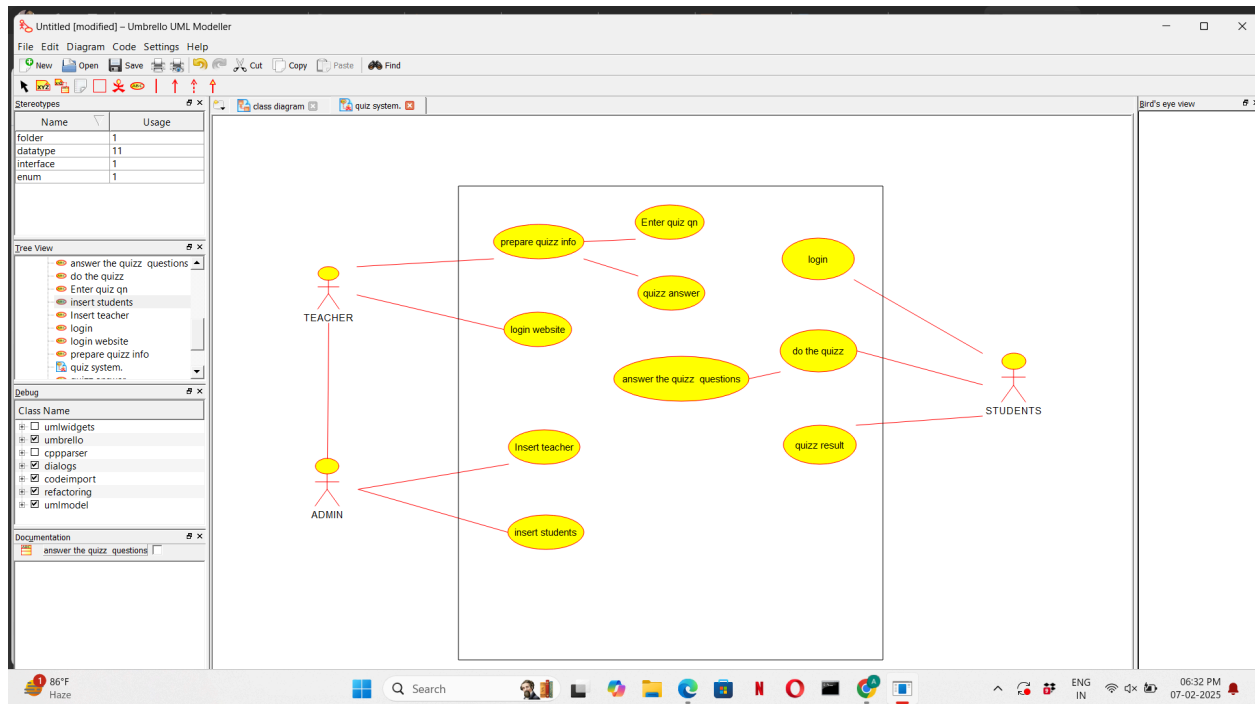 Untitled [modified] – Umbrello UML Modeller
File Edit Diagram Code Settings Help
New Open Save Cut Copy Paste Find
Stereotypes
Name Usage
folder 1
datatype 11
interface 1
enum 1
Tree View
answer the quizz questions
do the quizz
Enter quiz qn
insert students
Insert teacher
login
login website
prepare quizz info
quiz system.
Debug
Class Name
umlwidgets
umbrello
cppparser
dialogs
codeimport
refactoring
umlmodel
Documentation
answer the quizz questions
class diagram
quiz system.
Enter quiz qn
prepare quizz info
login
quizz answer
TEACHER
login website
do the quizz
answer the quizz questions
STUDENTS
Insert teacher
quizz result
ADMIN
insert students
Bird's eye view
1
86°F
Haze
Search
ENG
IN
06:32 PM
07-02-2025